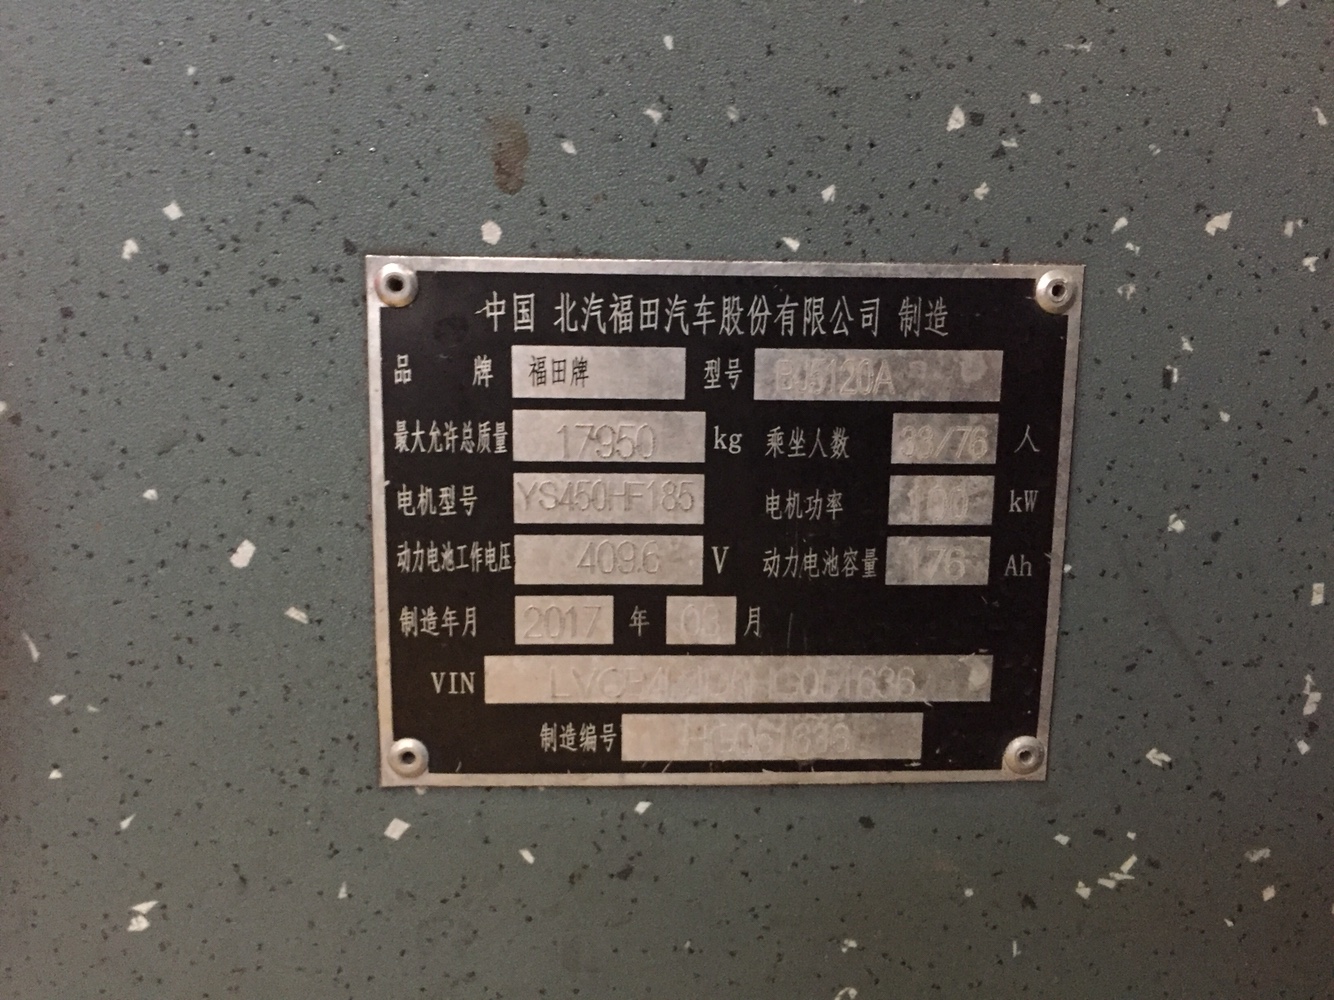 中国 北汽福田汽车股份有限公司 制造
品 牌 福田牌 型号
最大允许总质量 17950 kg 乘坐人数 33/76 人
电机型号 YS450HF185 电机功率 100 kW
动力电池工作电压 409.6 V 动力电池容量 176 Ah
制造年月 2017 年 月
VIN
制造编号 HG051636